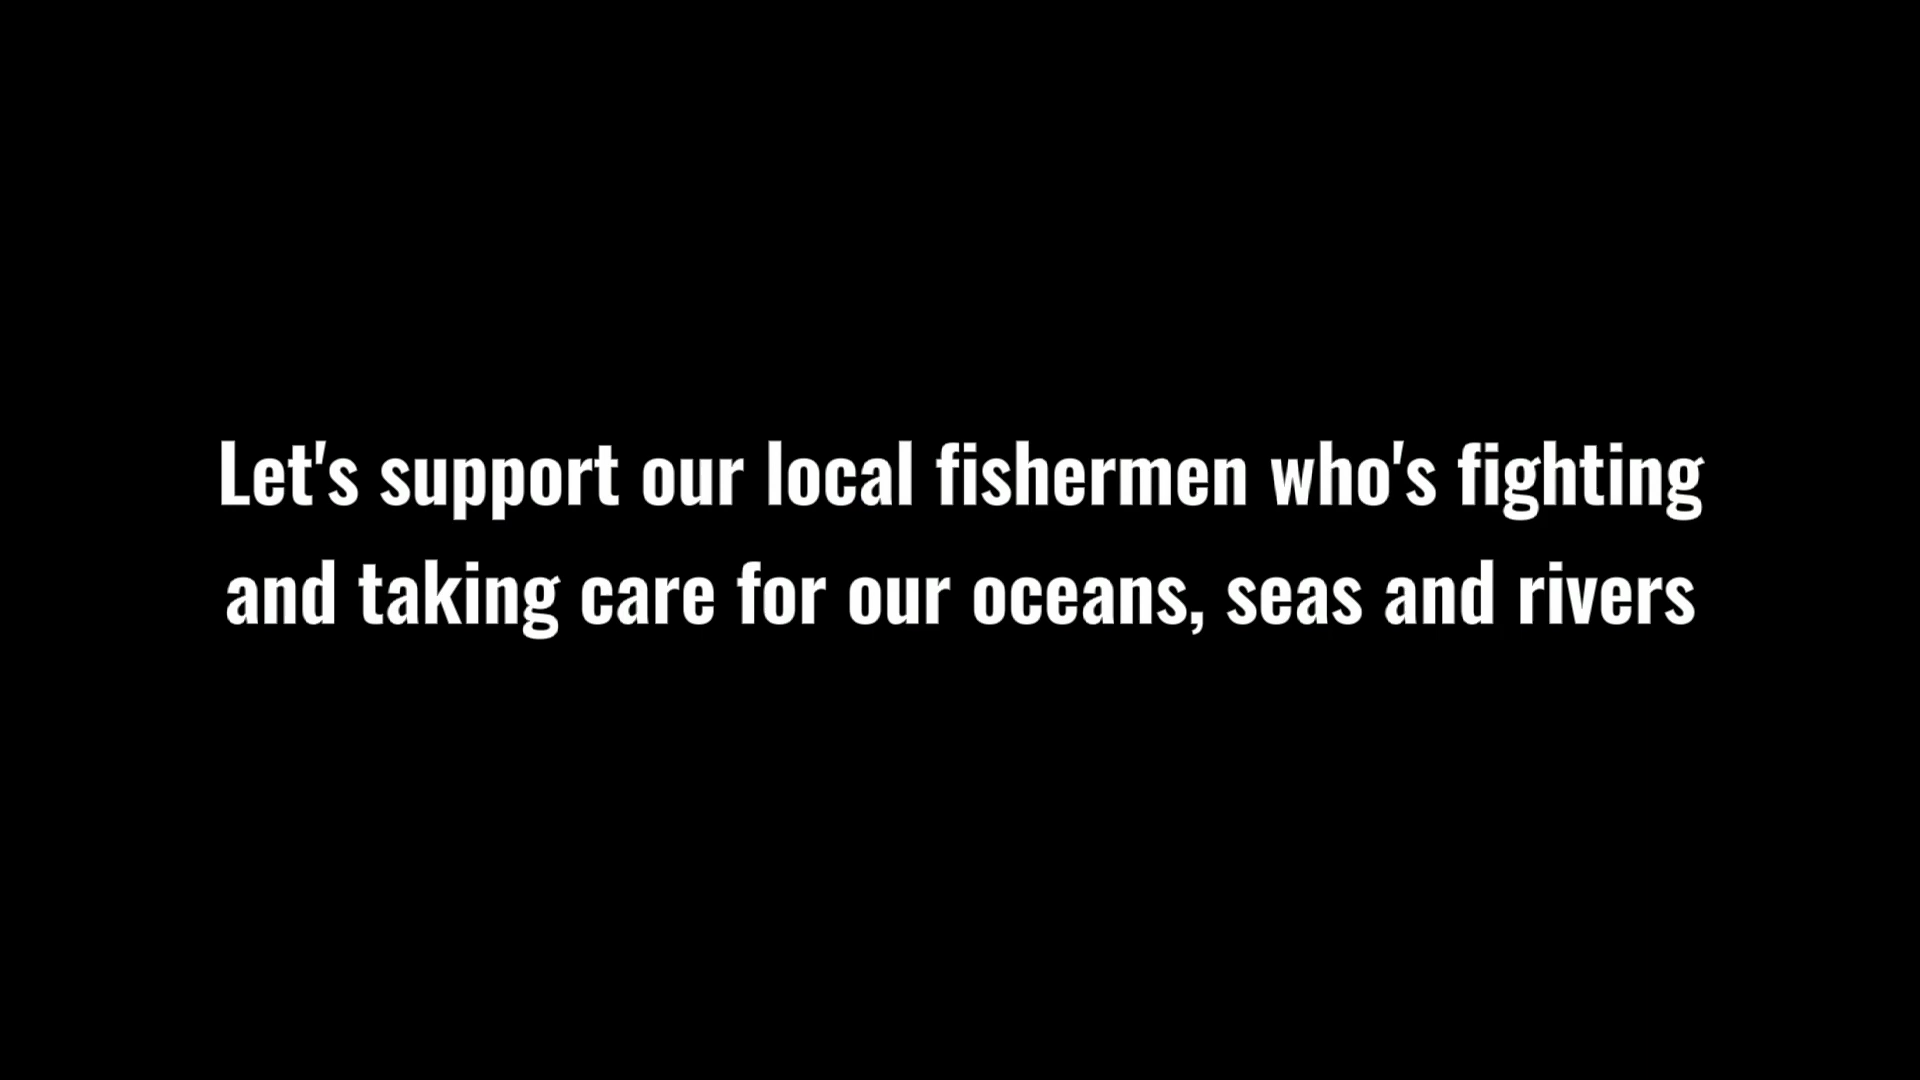 Let's support our local fishermen who's fighting
and taking care for our oceans, seas and rivers